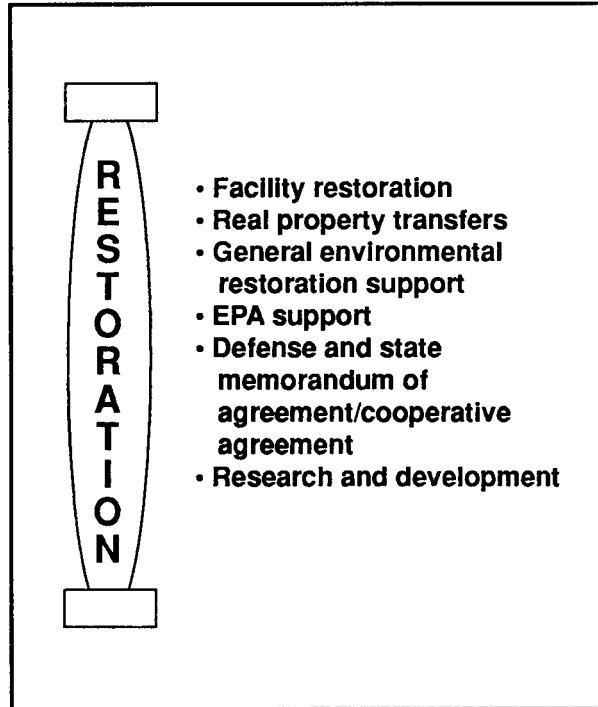 RESTORATION
• Facility restoration
• Real property transfers
• General environmental
restoration support
• EPA support
• Defense and state
memorandum of
agreement/cooperative
agreement
• Research and development